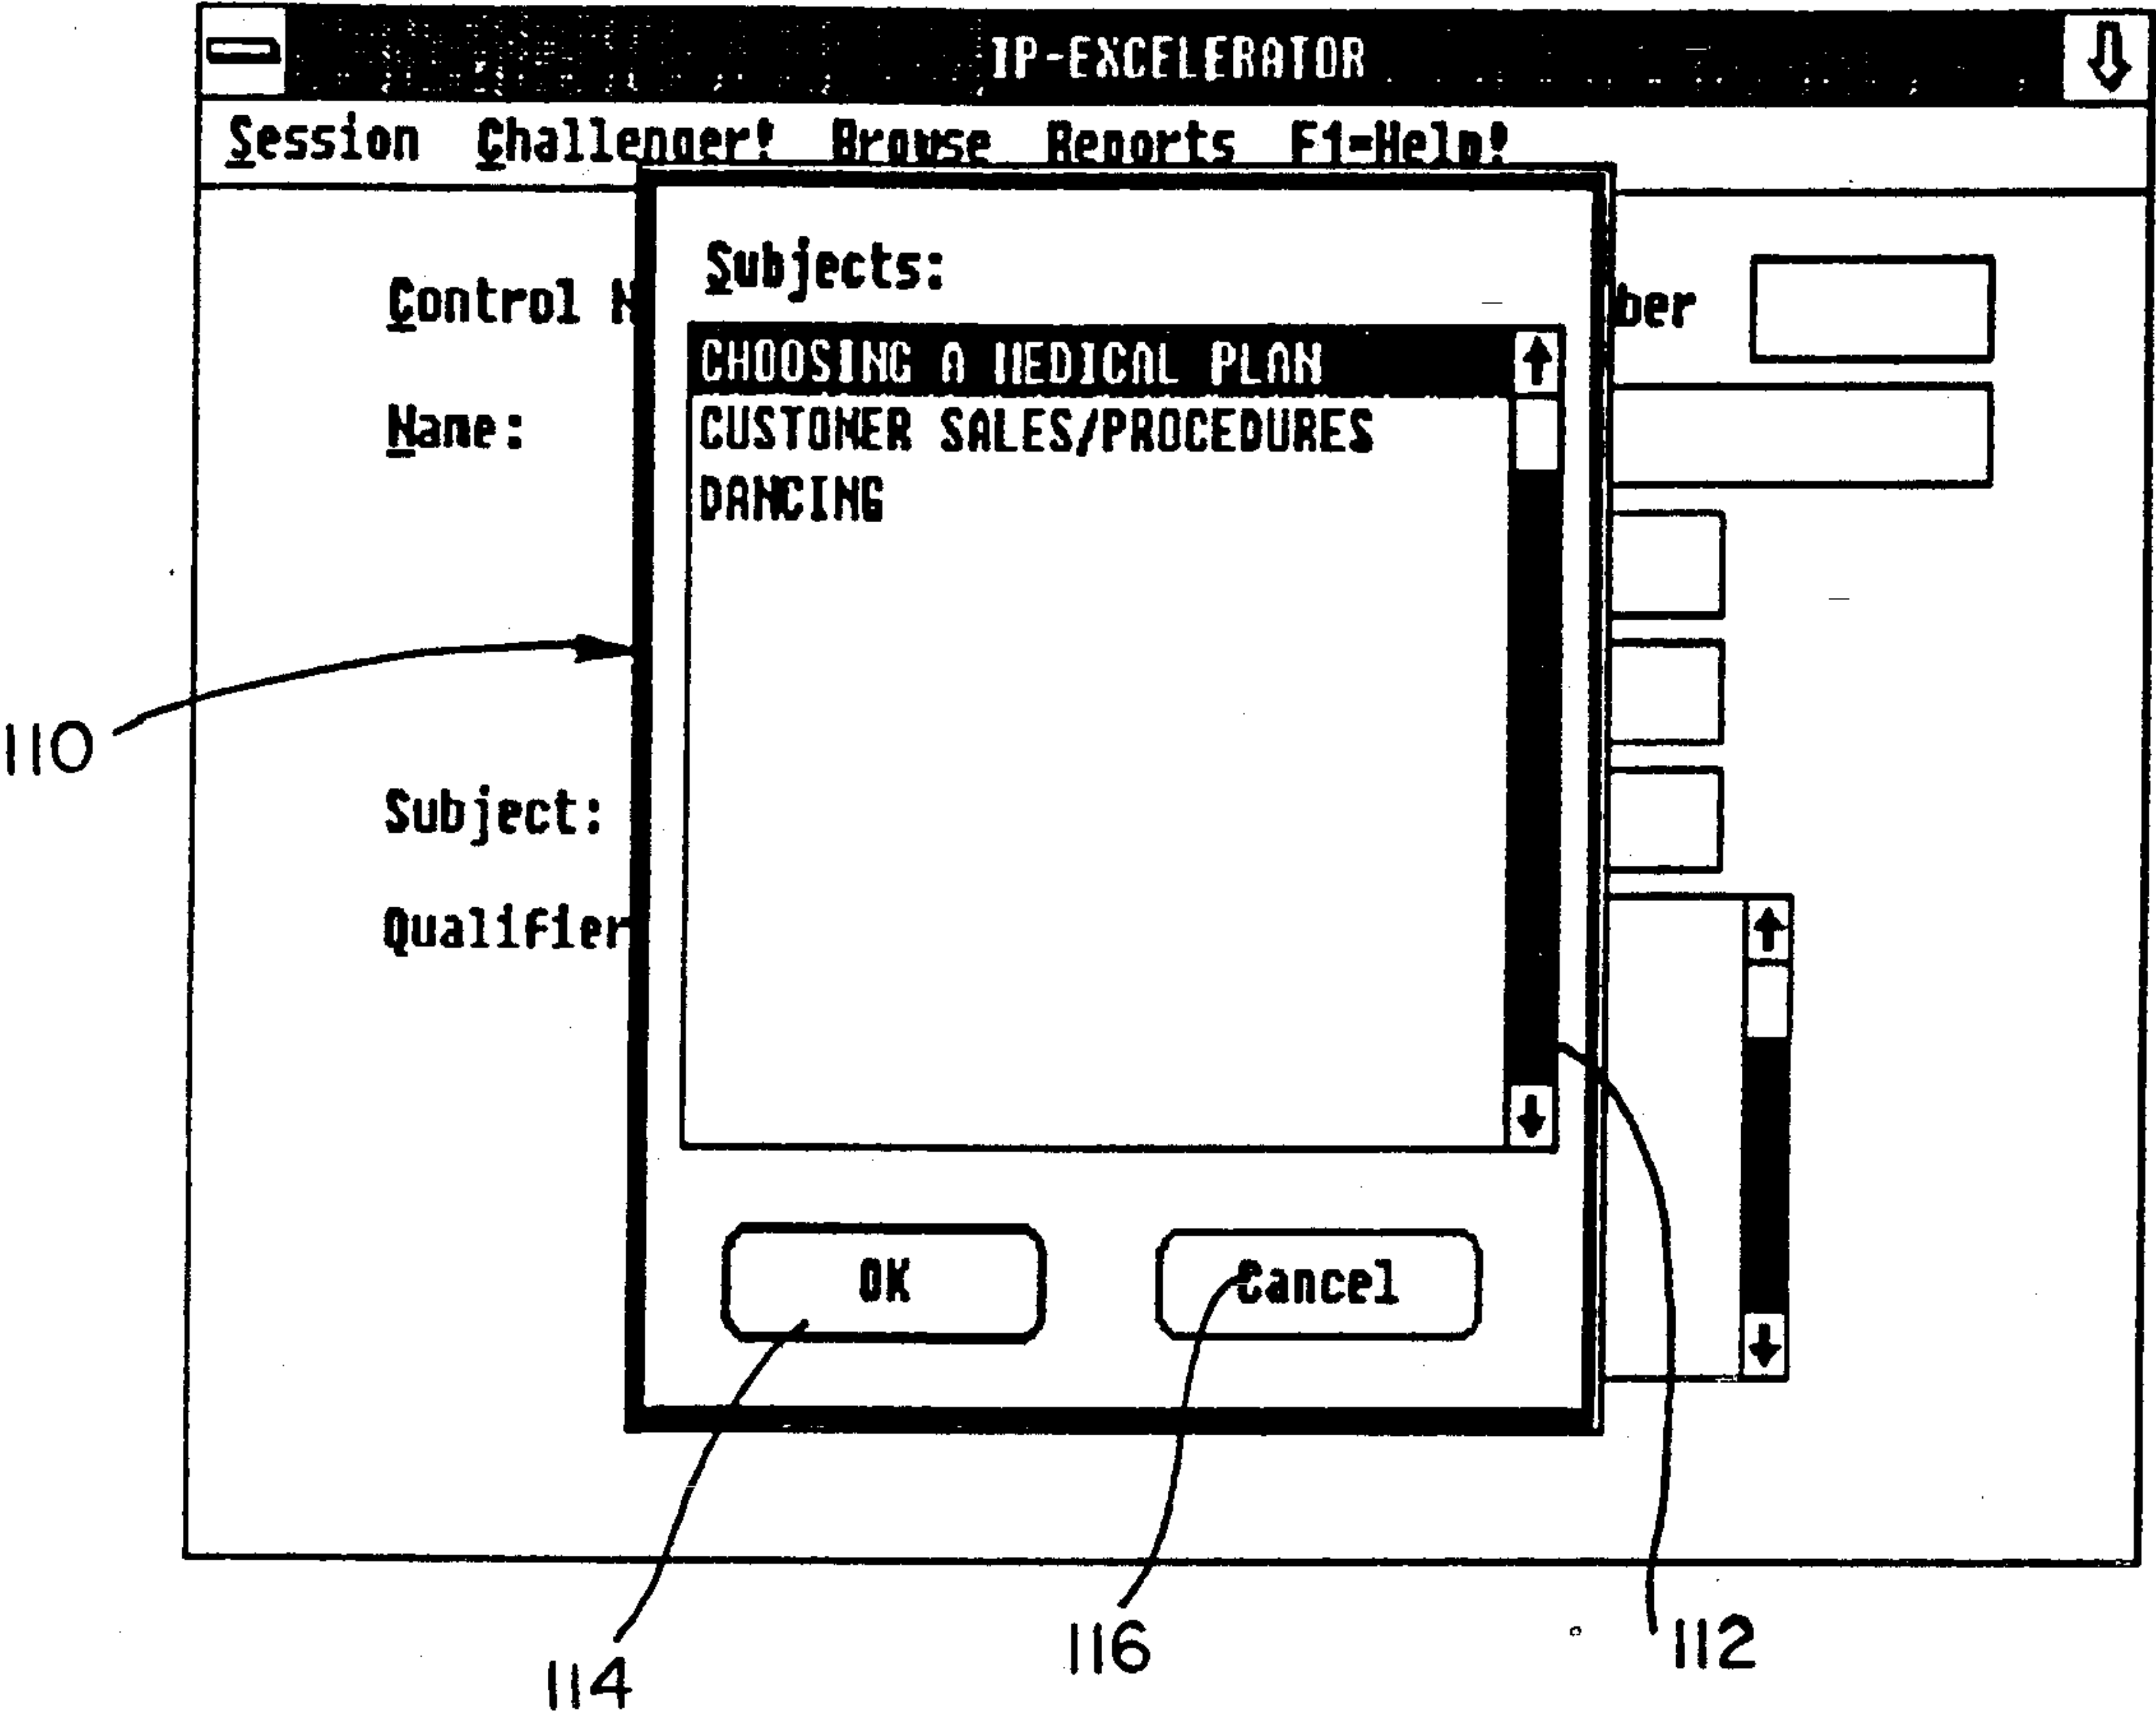 IP-EXCELERATOR
Session Challenger! Browse Reports F1=Help!
Subjects:
Control N
ber
CHOOSING A MEDICAL PLAN
Name:
CUSTOMER SALES/PROCEDURES
DANCING
110
Subject:
Qualifier
OK Cancel
114
116
112